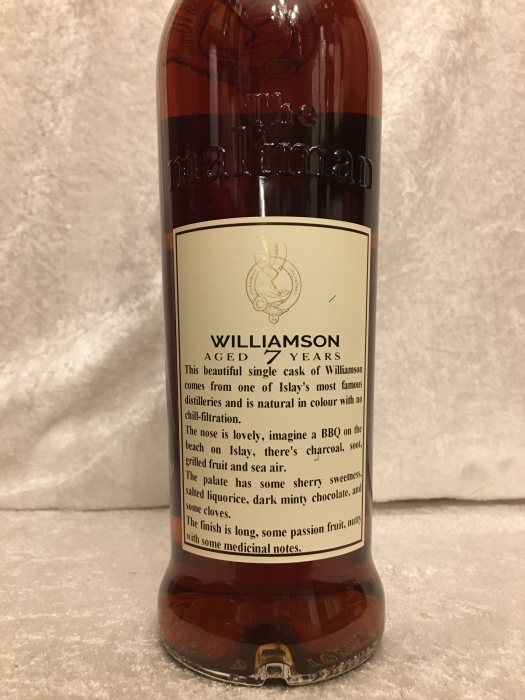 The
maltman
WILLIAMSON
AGED 7 YEARS
This beautiful single cask of Williamson
comes from one of Islay's most famous
distilleries and is natural in colour with no
chill-filtration.
The nose is lovely, imagine a BBQ on the
beach on Islay, there's charcoal, soot,
grilled fruit and sea air.
The palate has some sherry sweetness,
salted liquorice, dark minty chocolate, and
some cloves.
The finish is long, some passion fruit, nutty
with some medicinal notes.